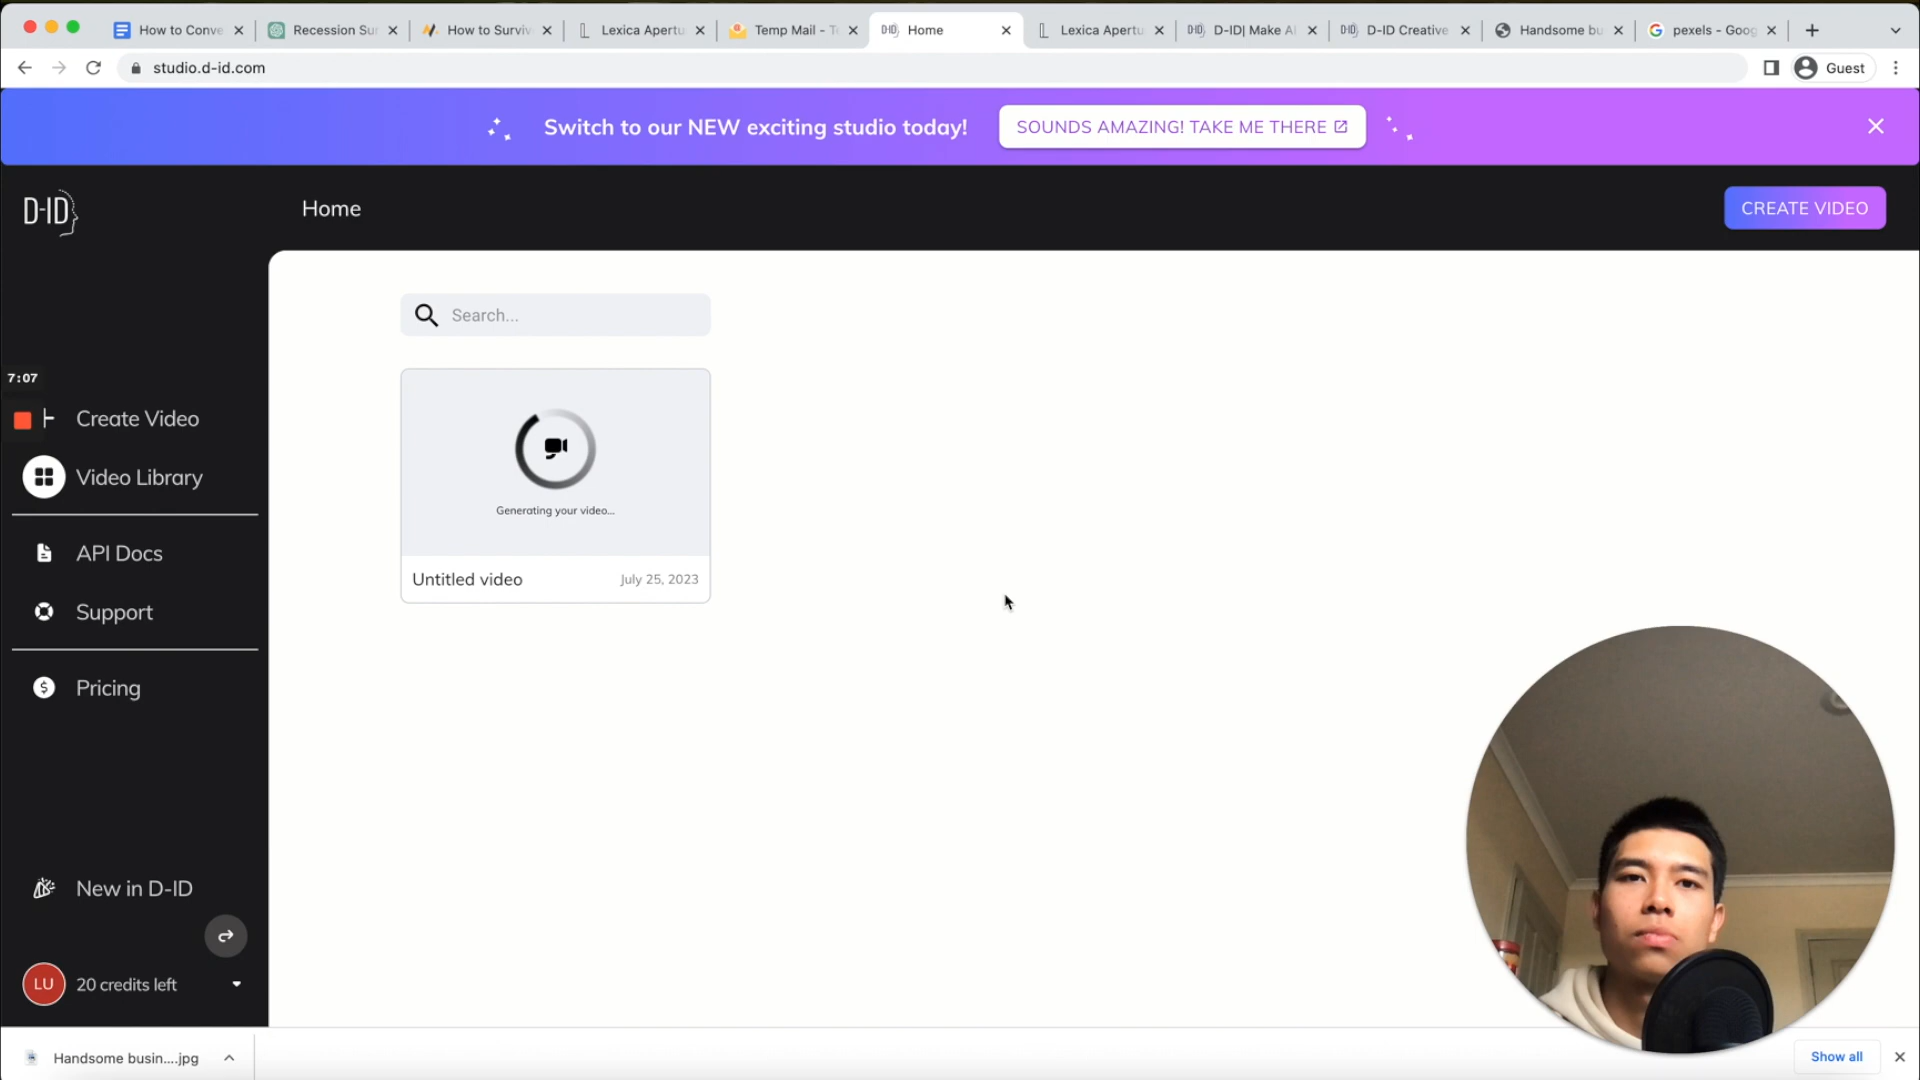 How to Conve
Recession Sur
How to Surviv
Lexica Apertu
Temp Mail - Te
Home
Lexica Apertu
D-ID| Make AI
D-ID Creative
Handsome bu
pexels - Goog
studio.d-id.com
Guest
Switch to our NEW exciting studio today!
SOUNDS AMAZING! TAKE ME THERE
D-ID
Home
CREATE VIDEO
Search...
7:07
Create Video
Video Library
Generating your video...
Untitled video
July 25, 2023
API Docs
Support
Pricing
New in D-ID
LU
20 credits left
Handsome busin....jpg
Show all